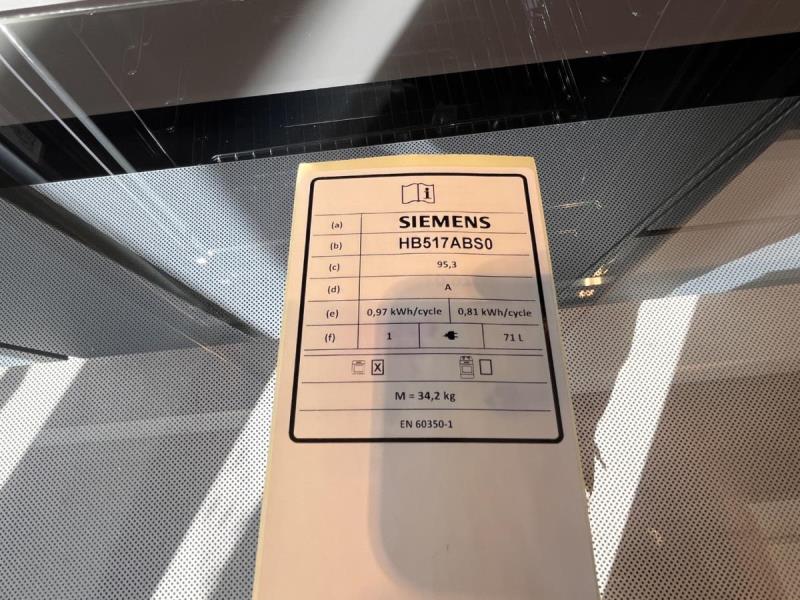 i
(a) SIEMENS
(b) HB517ABS0
(c) 95,3
(d) A
(e) 0,97 kWh/cycle 0,81 kWh/cycle
(f) 1 71 L
X
M = 34,2 kg
EN 60350-1